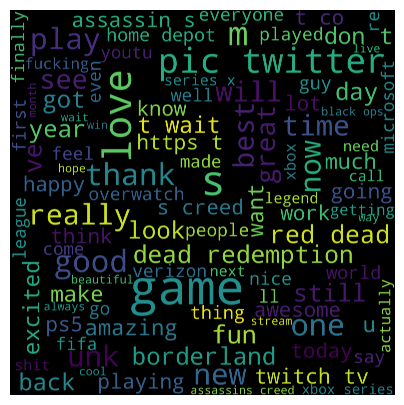 assassin s
everyone
t co
re
finally
play
home depot
m
played
don t
live
fucking
youtu
pic twitter
see
even
series x
guy
day
microsoft
got
well
will
lot
love
know
best
great
year
t wait
time
first
ve
https t
black ops
month
wait
win
feel
made
xbox
now
need
much
call
happy
thank
s
overwatch
want
legend
going
hope
really
s creed
work
getting
way
look
people
red dead
league
think
good
dead redemption
come
verizon
next
nice
world
beautiful
game
still
excited
make
ll
thing
awesome
actually
always
go
ps5
amazing
stream
fun
one
u
fifa
unk
borderland
today
say
shit
cool
new
twitch tv
back
playing
assassins creed
xbox series